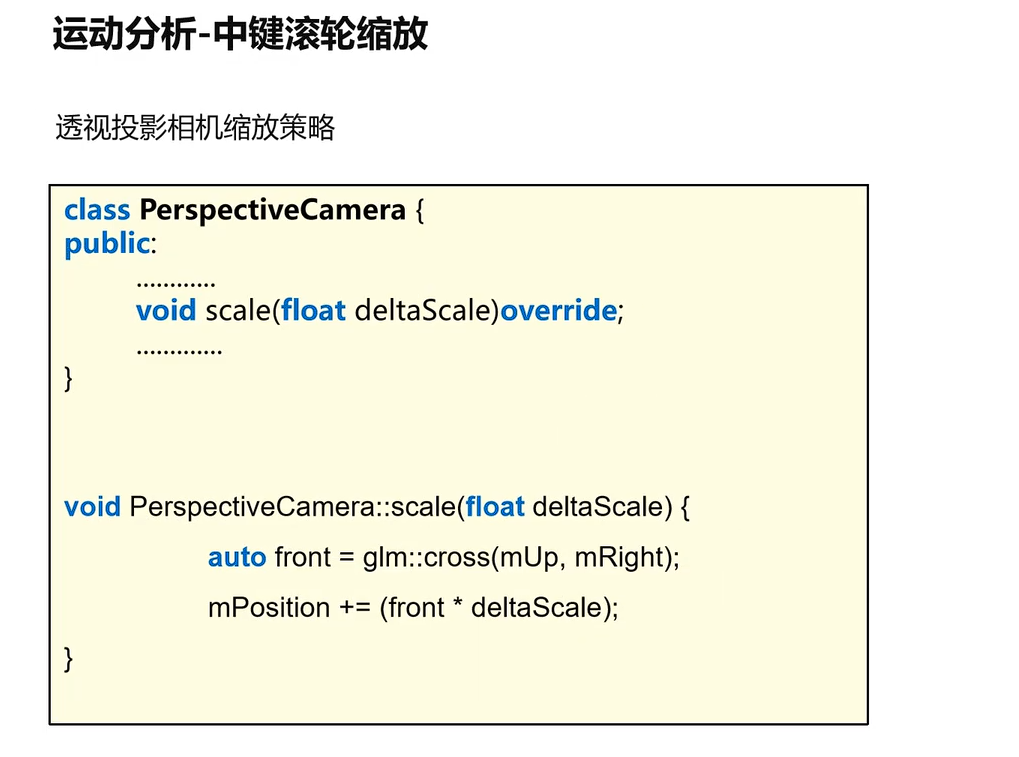 运动分析-中键滚轮缩放
透视投影相机缩放策略
class PerspectiveCamera {
public:
............
void scale(float deltaScale)override;
.............
}
void PerspectiveCamera::scale(float deltaScale) {
auto front = glm::cross(mUp, mRight);
mPosition += (front * deltaScale);
}